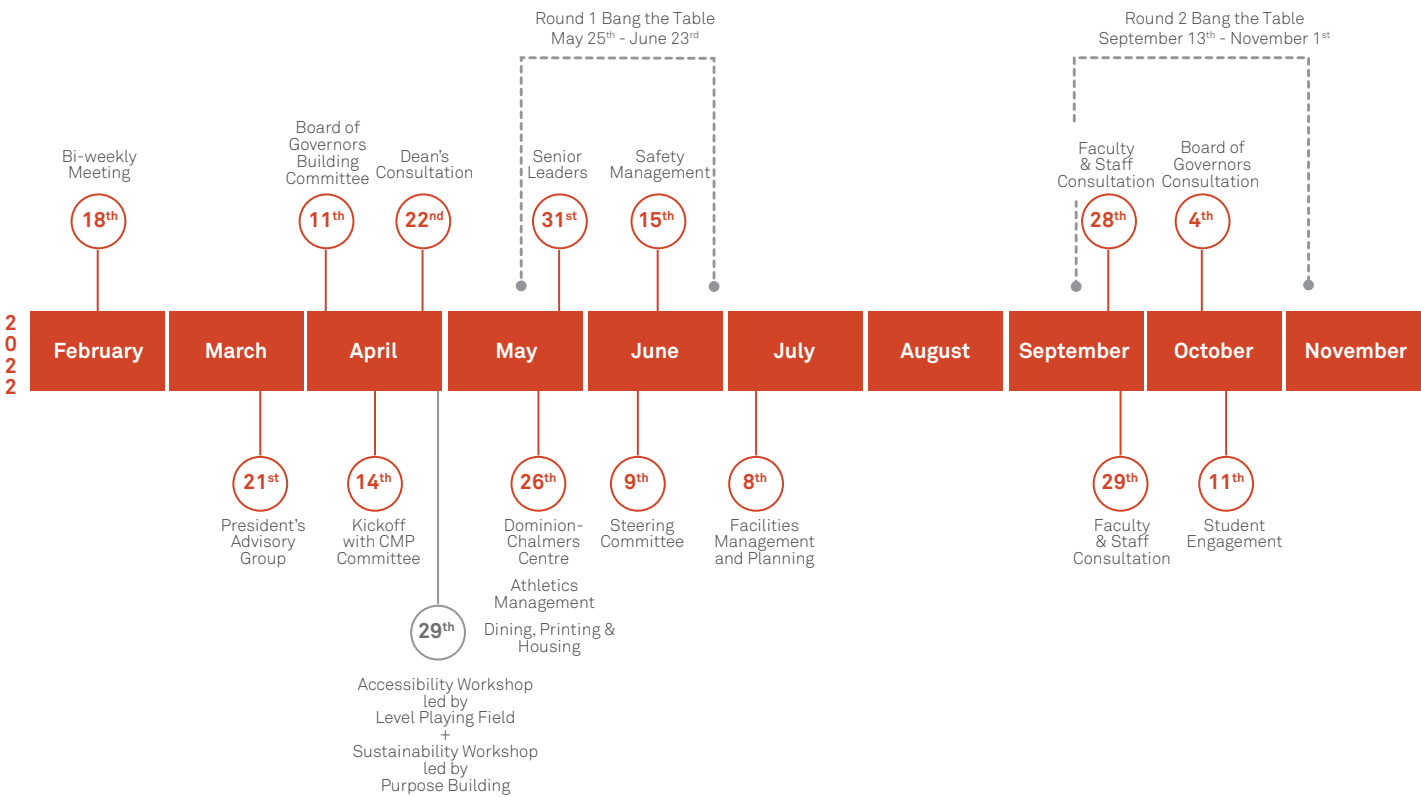 Round 1 Bang the Table
May 25th - June 23rd
Round 2 Bang the Table
September 13th - November 1st
Bi-weekly
Meeting
18th
Board of
Governors
Building
Committee
11th
Dean's
Consultation
22nd
Senior
Leaders
31st
Safety
Management
15th
Faculty
& Staff
Consultation
28th
Board of
Governors
Consultation
4th
2
0
2
2
February
March
April
May
June
July
August
September
October
November
21st
President's
Advisory
Group
14th
Kickoff
with CMP
Committee
29th
Accessibility Workshop
led by
Level Playing Field
+
Sustainability Workshop
led by
Purpose Building
26th
Dominion-
Chalmers
Centre
Athletics
Management
Dining, Printing &
Housing
9th
Steering
Committee
8th
Facilities
Management
and Planning
29th
Faculty
& Staff
Consultation
11th
Student
Engagement